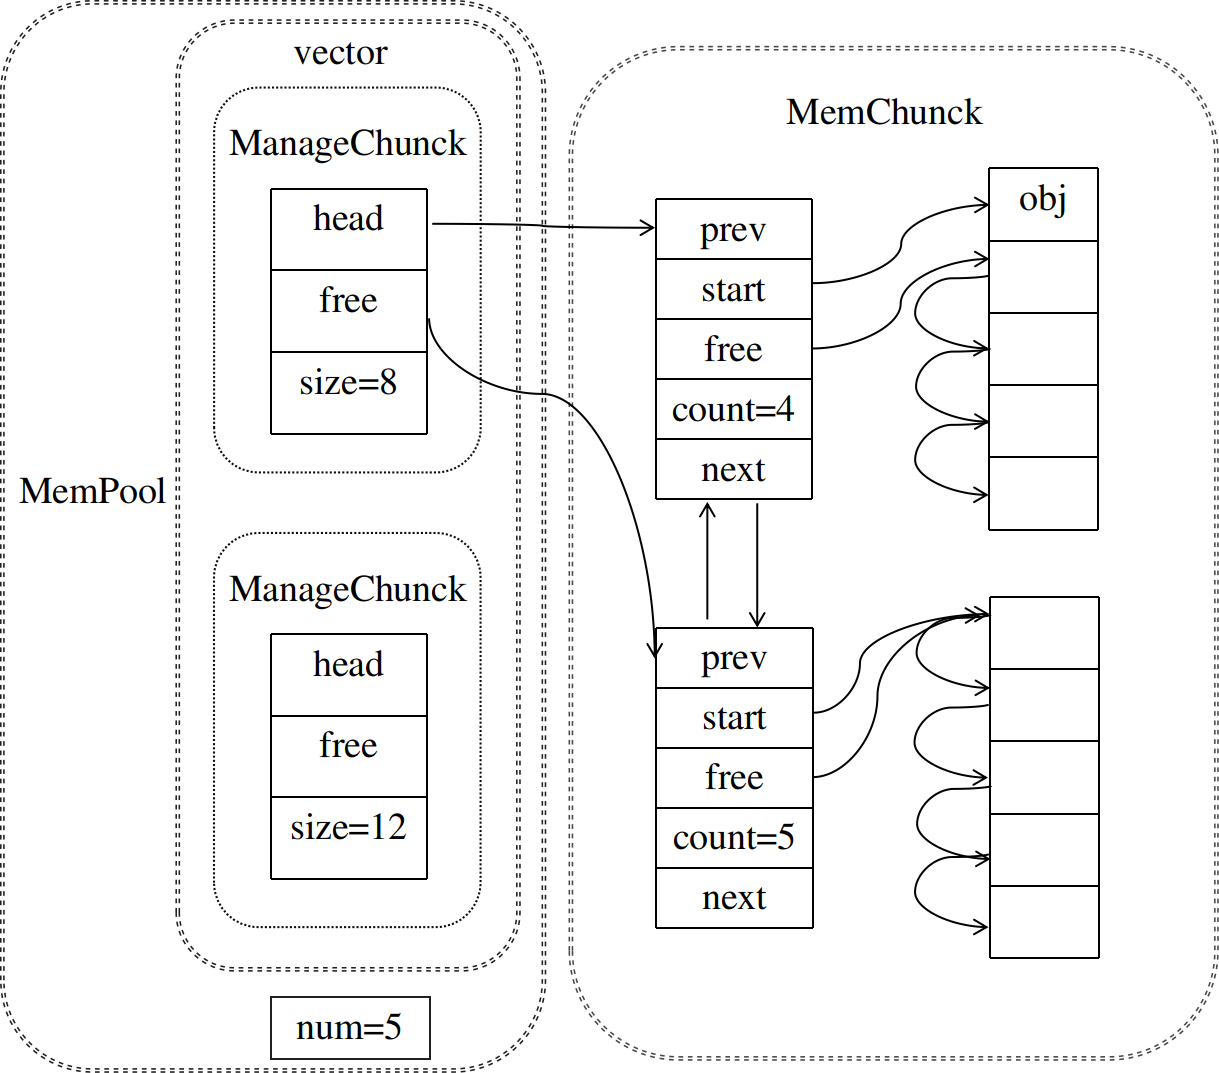 vector
ManageChunck
head
free
size=8
MemPool
ManageChunck
head
free
size=12
num=5
MemChunck
prev
start
free
count=4
next
obj
prev
start
free
count=5
next